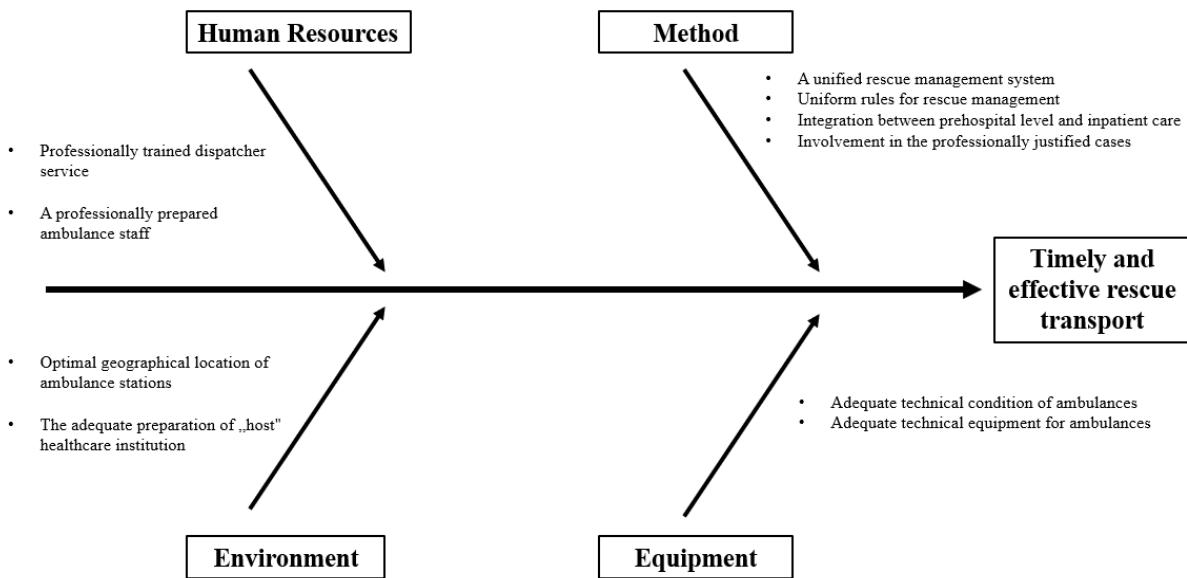 Human Resources
Method
• A unified rescue management system
• Uniform rules for rescue management
• Integration between prehospital level and inpatient care
• Involvement in the professionally justified cases
• Professionally trained dispatcher
service
• A professionally prepared
ambulance staff
Timely and
effective rescue
transport
• Optimal geographical location of
ambulance stations
• The adequate preparation of „host"
healthcare institution
• Adequate technical condition of ambulances
• Adequate technical equipment for ambulances
Environment
Equipment